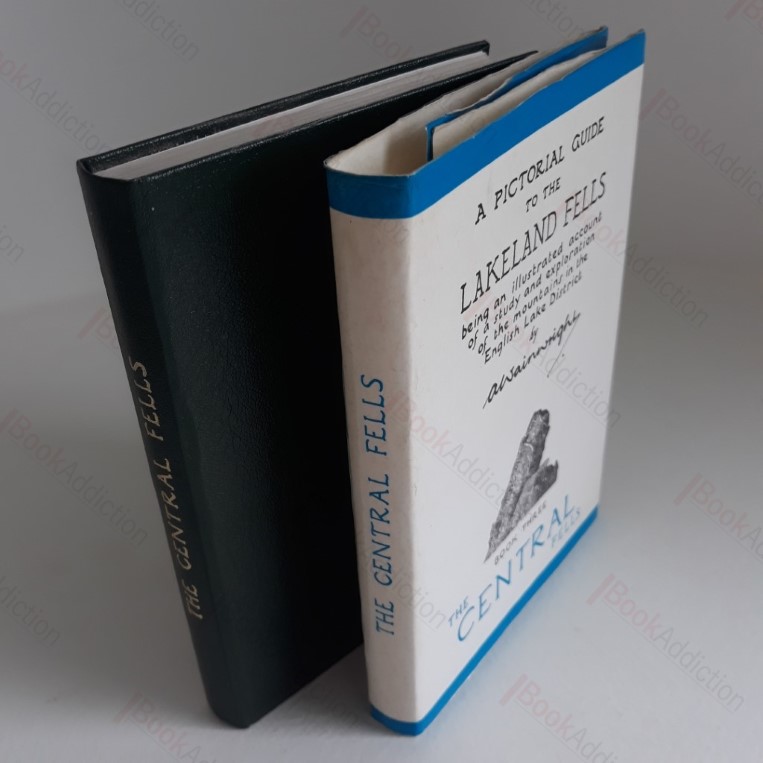 THE CENTRAL FELLS
THE CENTRAL FELLS
A PICTORIAL GUIDE
TO THE
LAKELAND FELLS
being an illustrated account
of a study and exploration
of the mountains in the
English Lake District
by
awainwright
BOOK THREE
THE
CENTRAL
FELLS
BookAddiction